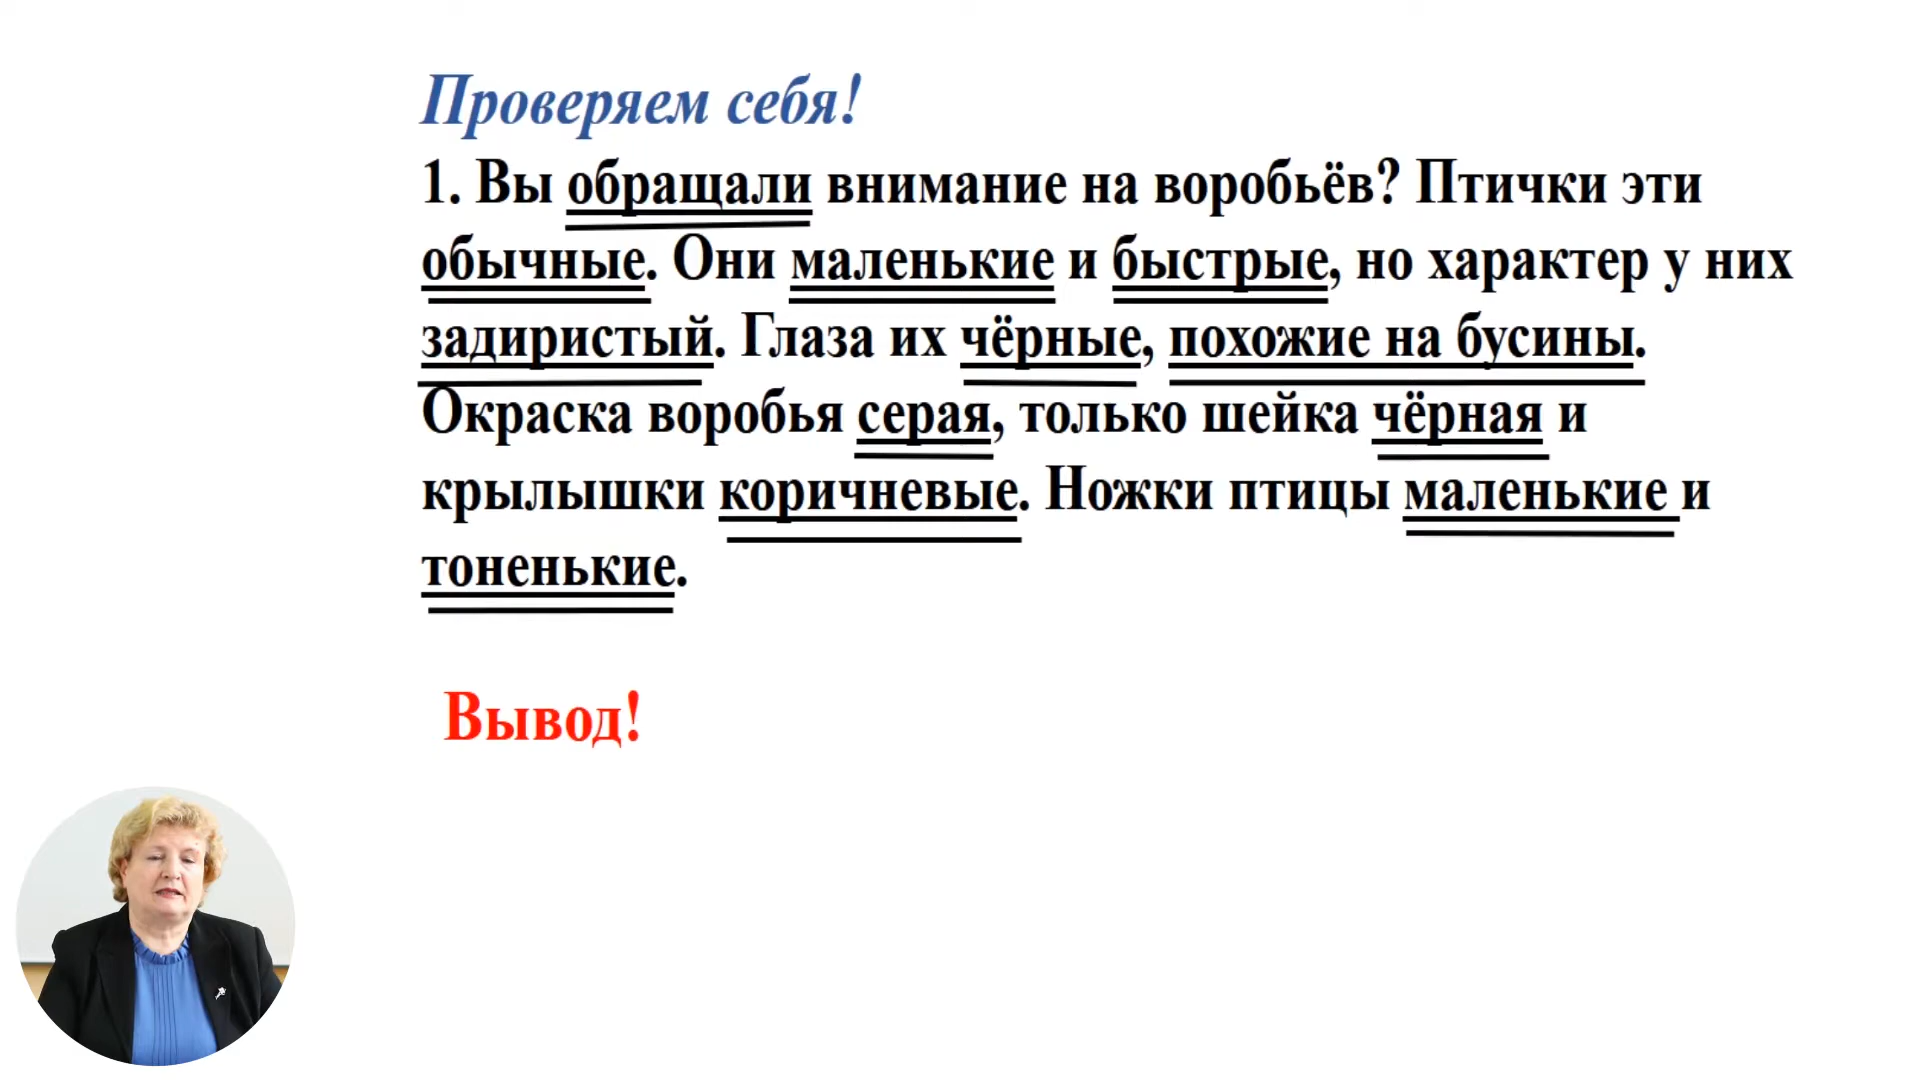 Проверяем себя!
1. Вы обращали внимание на воробьёв? Птички эти
обычные. Они маленькие и быстрые, но характер у них
задиристый. Глаза их чёрные, похожие на бусины.
Окраска воробья серая, только шейка чёрная и
крылышки коричневые. Ножки птицы маленькие и
тоненькие.
Вывод!